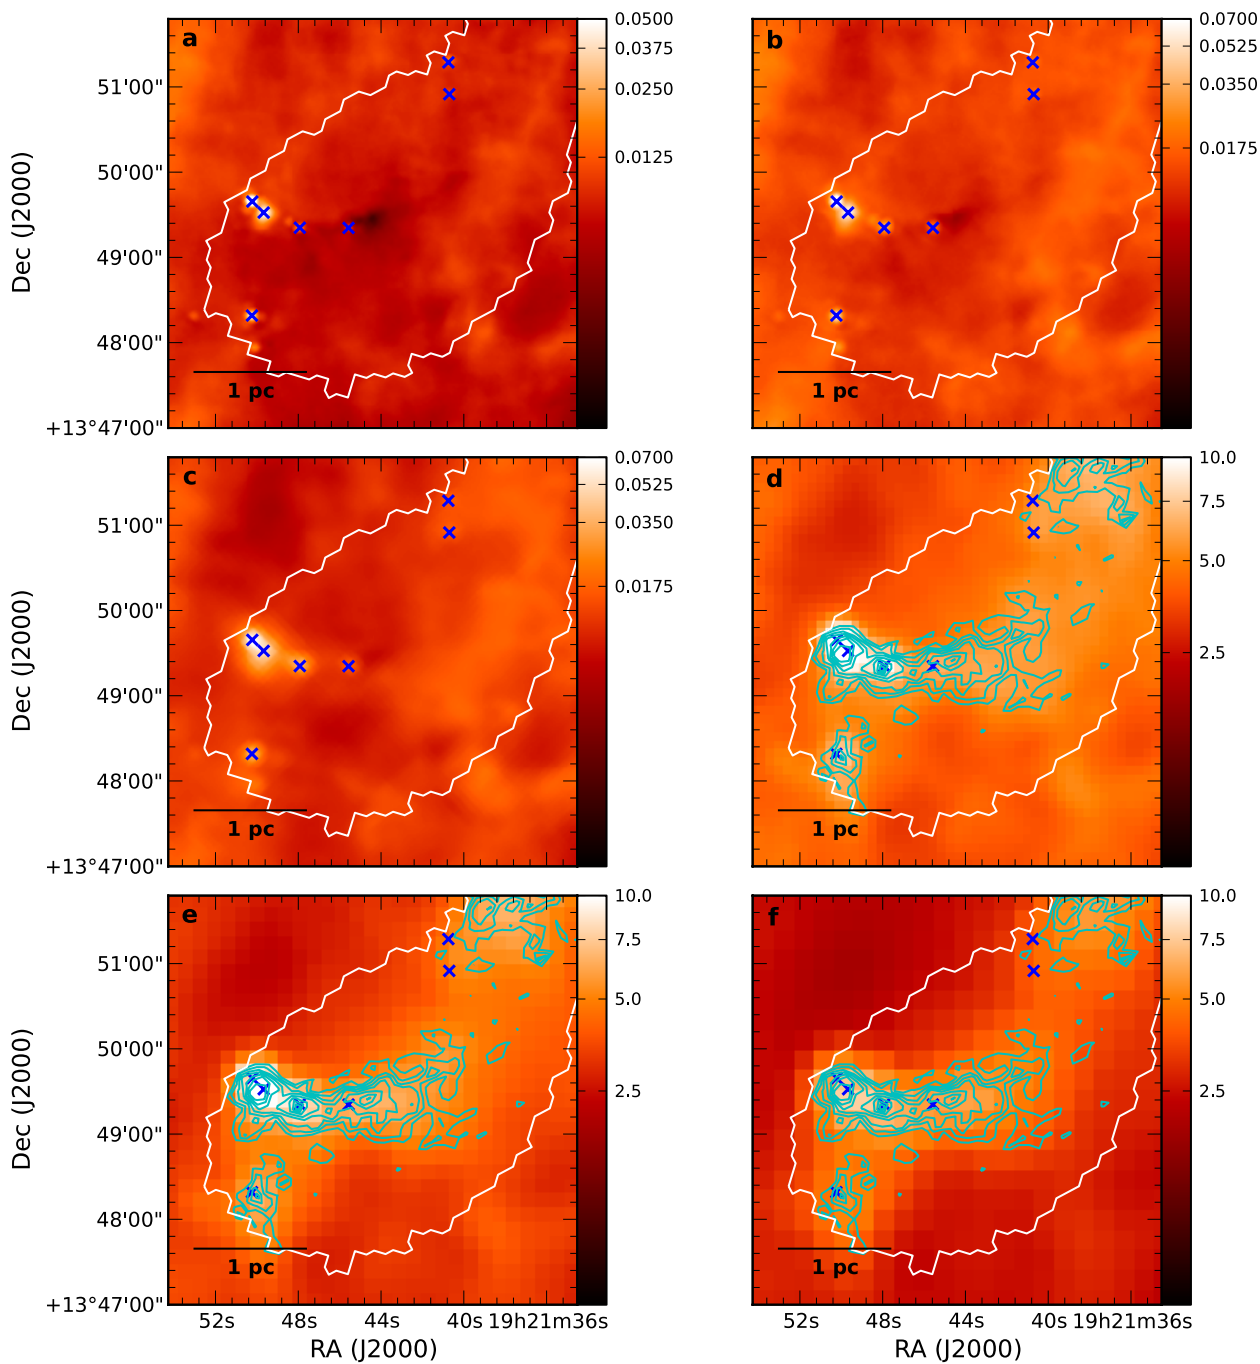 a
0.0500
0.0375
0.0250
0.0125
51'00"
50'00"
49'00"
48'00"
+13°47'00"
Dec (J2000)
1 pc
b
0.0700
0.0525
0.0350
0.0175
1 pc
c
0.0700
0.0525
0.0350
0.0175
51'00"
50'00"
49'00"
48'00"
+13°47'00"
Dec (J2000)
1 pc
d
10.0
7.5
5.0
2.5
1 pc
e
10.0
7.5
5.0
2.5
51'00"
50'00"
49'00"
48'00"
+13°47'00"
Dec (J2000)
1 pc
52s 48s 44s 40s 19h21m36s
RA (J2000)
f
10.0
7.5
5.0
2.5
1 pc
52s 48s 44s 40s 19h21m36s
RA (J2000)